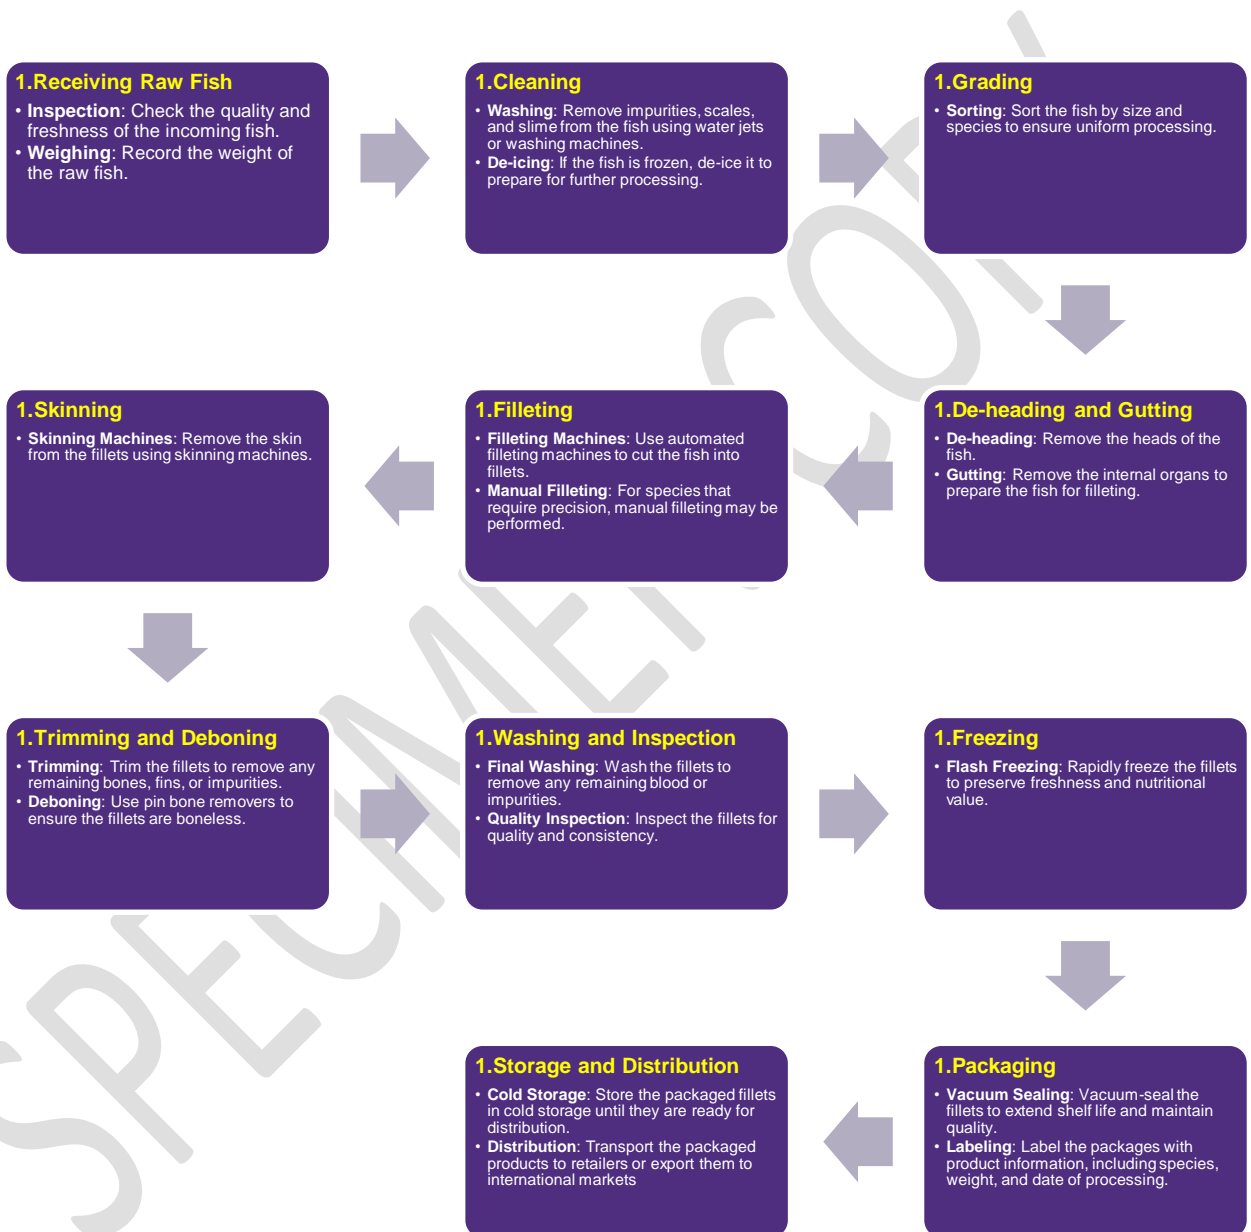 1.Receiving Raw Fish
• Inspection: Check the quality and
freshness of the incoming fish.
• Weighing: Record the weight of
the raw fish.
1.Cleaning
• Washing: Remove impurities, scales,
and slime from the fish using water jets
or washing machines.
• De-icing: If the fish is frozen, de-ice it to
prepare for further processing.
1.Grading
• Sorting: Sort the fish by size and
species to ensure uniform processing.
1.De-heading and Gutting
• De-heading: Remove the heads of the
fish.
• Gutting: Remove the internal organs to
prepare the fish for filleting.
1.Filleting
• Filleting Machines: Use automated
filleting machines to cut the fish into
fillets.
• Manual Filleting: For species that
require precision, manual filleting may be
performed.
1.Skinning
• Skinning Machines: Remove the skin
from the fillets using skinning machines.
1.Trimming and Deboning
• Trimming: Trim the fillets to remove any
remaining bones, fins, or impurities.
• Deboning: Use pin bone removers to
ensure the fillets are boneless.
1.Washing and Inspection
• Final Washing: Wash the fillets to
remove any remaining blood or
impurities.
• Quality Inspection: Inspect the fillets for
quality and consistency.
1.Freezing
• Flash Freezing: Rapidly freeze the fillets
to preserve freshness and nutritional
value.
1.Packaging
• Vacuum Sealing: Vacuum-seal the
fillets to extend shelf life and maintain
quality.
• Labeling: Label the packages with
product information, including species,
weight, and date of processing.
1.Storage and Distribution
• Cold Storage: Store the packaged fillets
in cold storage until they are ready for
distribution.
• Distribution: Transport the packaged
products to retailers or export them to
international markets
SPECIMEN COPY